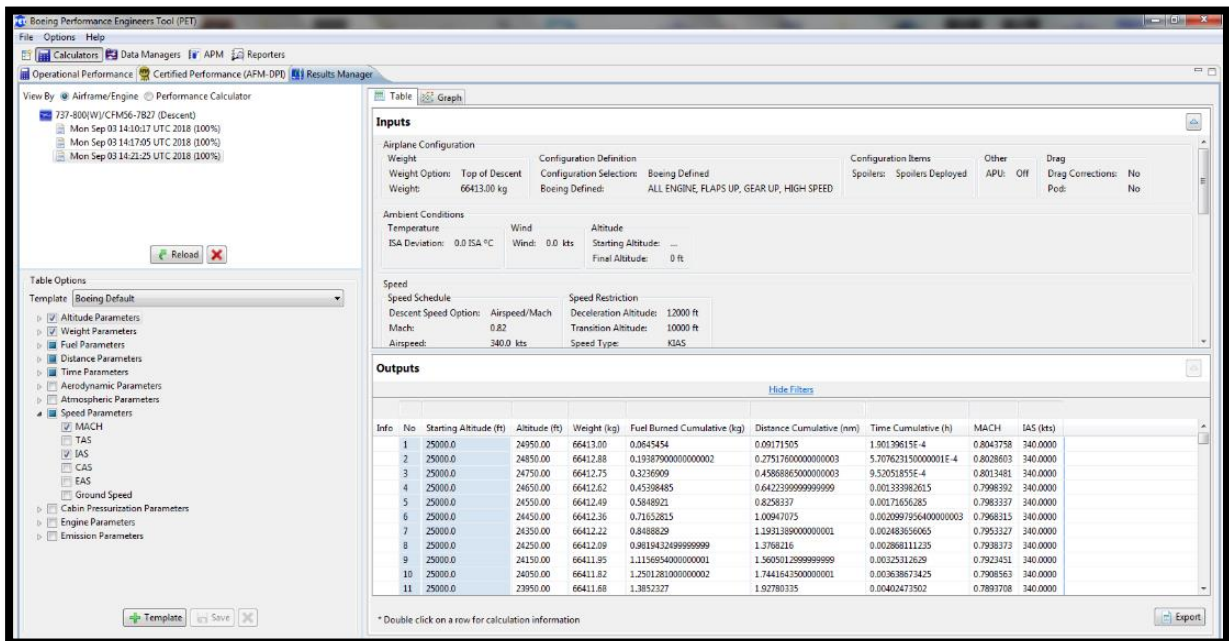 Boeing Performance Engineers Tool (PET)
File Options Help
Calculators Data Managers APM Reporters
Operational Performance Certified Performance (AFM-DPI) Results Manager
View By Airframe/Engine Performance Calculator
737-800(W)/CFM56-7B27 (Descent)
Mon Sep 03 14:10:17 UTC 2018 (100%)
Mon Sep 03 14:17:05 UTC 2018 (100%)
Mon Sep 03 14:21:25 UTC 2018 (100%)
Reload
Table Options
Template Boeing Default
Altitude Parameters
Weight Parameters
Fuel Parameters
Distance Parameters
Time Parameters
Aerodynamic Parameters
Atmospheric Parameters
Speed Parameters
MACH
TAS
IAS
CAS
EAS
Ground Speed
Cabin Pressurization Parameters
Engine Parameters
Emission Parameters
Template Save
Table Graph
Inputs
Airplane Configuration
Weight Configuration Definition Configuration Items Other Drag
Weight Option: Top of Descent Configuration Selection: Boeing Defined Spoilers: Spoilers Deployed APU: Off Drag Corrections: No
Weight: 66413.00 kg Boeing Defined: ALL ENGINE, FLAPS UP, GEAR UP, HIGH SPEED Pod: No
Ambient Conditions
Temperature Wind Altitude
ISA Deviation: 0.0 ISA °C Wind: 0.0 kts Starting Altitude: ...
Final Altitude: 0 ft
Speed
Speed Schedule Speed Restriction
Descent Speed Option: Airspeed/Mach Deceleration Altitude: 12000 ft
Mach: 0.82 Transition Altitude: 10000 ft
Airspeed: 340.0 kts Speed Type: KIAS
Outputs
Hide Filters
Info No Starting Altitude (ft) Altitude (ft) Weight (kg) Fuel Burned Cumulative (kg) Distance Cumulative (nm) Time Cumulative (h) MACH IAS (kts)
1 25000.0 24950.00 66413.00 0.0645454 0.09171505 1.90139615E-4 0.8043758 340.0000
2 25000.0 24850.00 66412.88 0.19387900000000002 0.27517600000000003 5.707623150000001E-4 0.8028603 340.0000
3 25000.0 24750.00 66412.75 0.3236909 0.45868865000000003 9.52051855E-4 0.8013481 340.0000
4 25000.0 24650.00 66412.62 0.45398485 0.6422399999999999 0.001333982615 0.7998392 340.0000
5 25000.0 24550.00 66412.49 0.5848921 0.8258337 0.00171656285 0.7983337 340.0000
6 25000.0 24450.00 66412.36 0.71652815 1.00947075 0.0020997956400000003 0.7968315 340.0000
7 25000.0 24350.00 66412.22 0.8488829 1.1931389000000001 0.002483656065 0.7953327 340.0000
8 25000.0 24250.00 66412.09 0.9819432499999999 1.3768216 0.002868111235 0.7938373 340.0000
9 25000.0 24150.00 66411.95 1.1156954000000001 1.5605012999999999 0.00325312629 0.7923451 340.0000
10 25000.0 24050.00 66411.82 1.2501281000000002 1.7441643500000001 0.003638673425 0.7908563 340.0000
11 25000.0 23950.00 66411.68 1.3852327 1.92780335 0.00402473502 0.7893708 340.0000
* Double click on a row for calculation information
Export